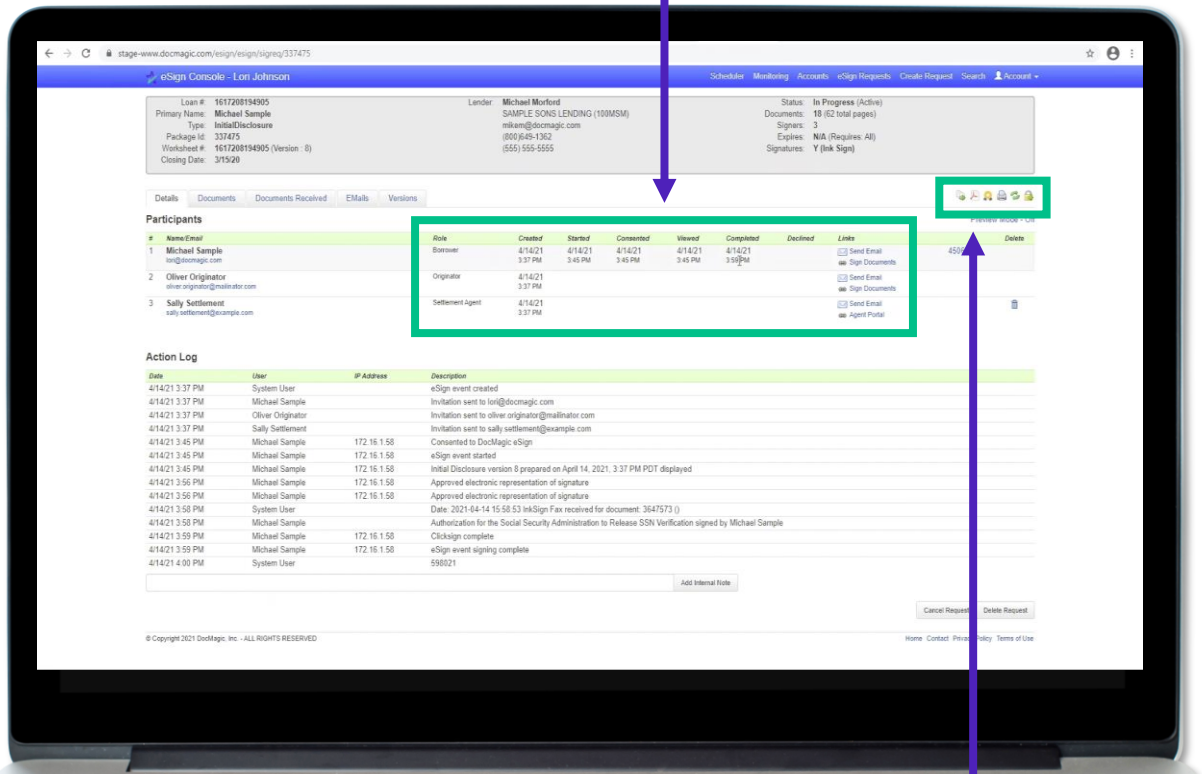 stage-www.docmagic.com/esign/esign/sigreq/337475
eSign Console - Lori Johnson Scheduler Monitoring Accounts eSign Requests Create Request Search Account
Loan #: 1617208194905 Lender: Michael Morford Status: In Progress (Active)
Primary Name: Michael Sample SAMPLE SONS LENDING (100MSM) Documents: 18 (62 total pages)
Type: InitialDisclosure mikem@docmagic.com Signers: 3
Package Id: 337475 (800)649-1362 Expires: N/A (Requires: All)
Worksheet #: 1617208194905 (Version : 8) (555) 555-5555 Signatures: Y (Ink Sign)
Closing Date: 3/15/20
Details Documents Documents Received EMails Versions
Participants Preview Mode -
# Name/Email Role Created Started Consented Viewed Completed Declined Links Delete
1 Michael Sample Borrower 4/14/21 4/14/21 4/14/21 4/14/21 4/14/21 Send Email
lori@docmagic.com 3:37 PM 3:45 PM 3:45 PM 3:45 PM 3:59 PM Sign Documents
2 Oliver Originator Originator 4/14/21 Send Email
oliver.originator@mailinator.com 3:37 PM Sign Documents
3 Sally Settlement Settlement Agent 4/14/21 Send Email
sally.settlement@example.com 3:37 PM Agent Portal
Action Log
Date User IP Address Description
4/14/21 3:37 PM System User eSign event created
4/14/21 3:37 PM Michael Sample Invitation sent to lori@docmagic.com
4/14/21 3:37 PM Oliver Originator Invitation sent to oliver.originator@mailinator.com
4/14/21 3:37 PM Sally Settlement Invitation sent to sally.settlement@example.com
4/14/21 3:45 PM Michael Sample 172.16.1.58 Consented to DocMagic eSign
4/14/21 3:45 PM Michael Sample 172.16.1.58 eSign event started
4/14/21 3:45 PM Michael Sample 172.16.1.58 Initial Disclosure version 8 prepared on April 14, 2021, 3:37 PM PDT displayed
4/14/21 3:56 PM Michael Sample 172.16.1.58 Approved electronic representation of signature
4/14/21 3:56 PM Michael Sample 172.16.1.58 Approved electronic representation of signature
4/14/21 3:58 PM System User Date: 2021-04-14 15:58:53 InkSign Fax received for document: 3647573 ()
4/14/21 3:58 PM Michael Sample Authorization for the Social Security Administration to Release SSN Verification signed by Michael Sample
4/14/21 3:59 PM Michael Sample 172.16.1.58 Clicksign complete
4/14/21 3:59 PM Michael Sample 172.16.1.58 eSign event signing complete
4/14/21 4:00 PM System User 598021
Add Internal Note
Cancel Request Delete Request
© Copyright 2021 DocMagic, Inc. - ALL RIGHTS RESERVED Home Contact Privacy Policy Terms of Use